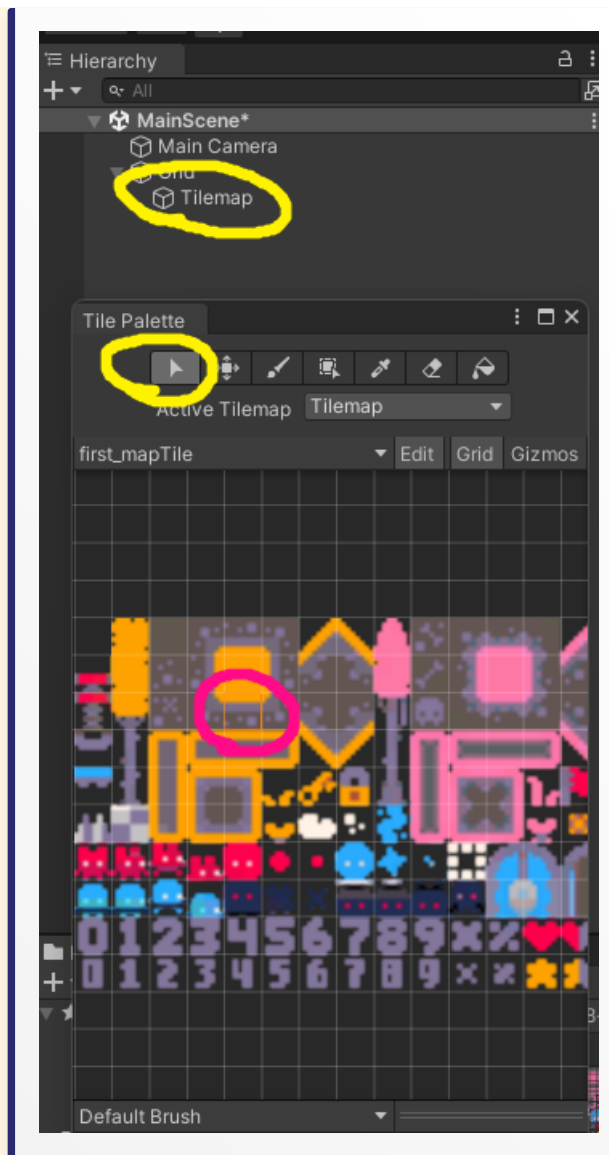 Hierarchy
All
MainScene*
Main Camera
Grid
Tilemap
Tile Palette
Active Tilemap Tilemap
first_mapTile Edit Grid Gizmos
0 1 2 3 4 5 6 7 8 9
0 1 2 3 4 5 6 7 8 9
Default Brush